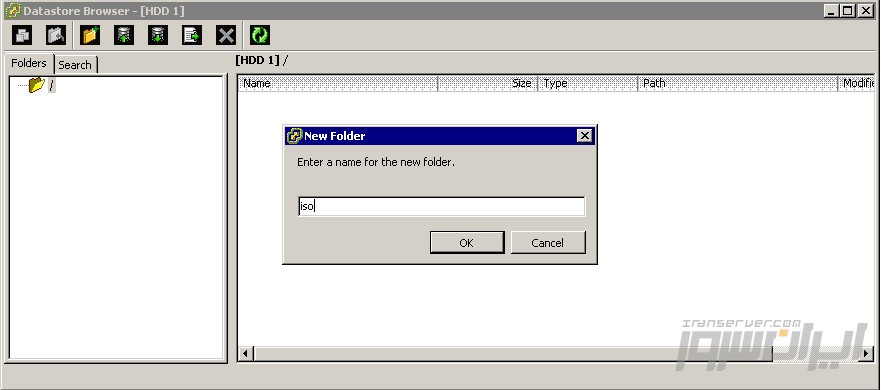 Datastore Browser - [HDD 1]
Folders
Search
[HDD 1] /
/
Name
Size
Type
Path
Modifie
New Folder
Enter a name for the new folder.
iso
OK
Cancel
iranserver.com
ایران سرور